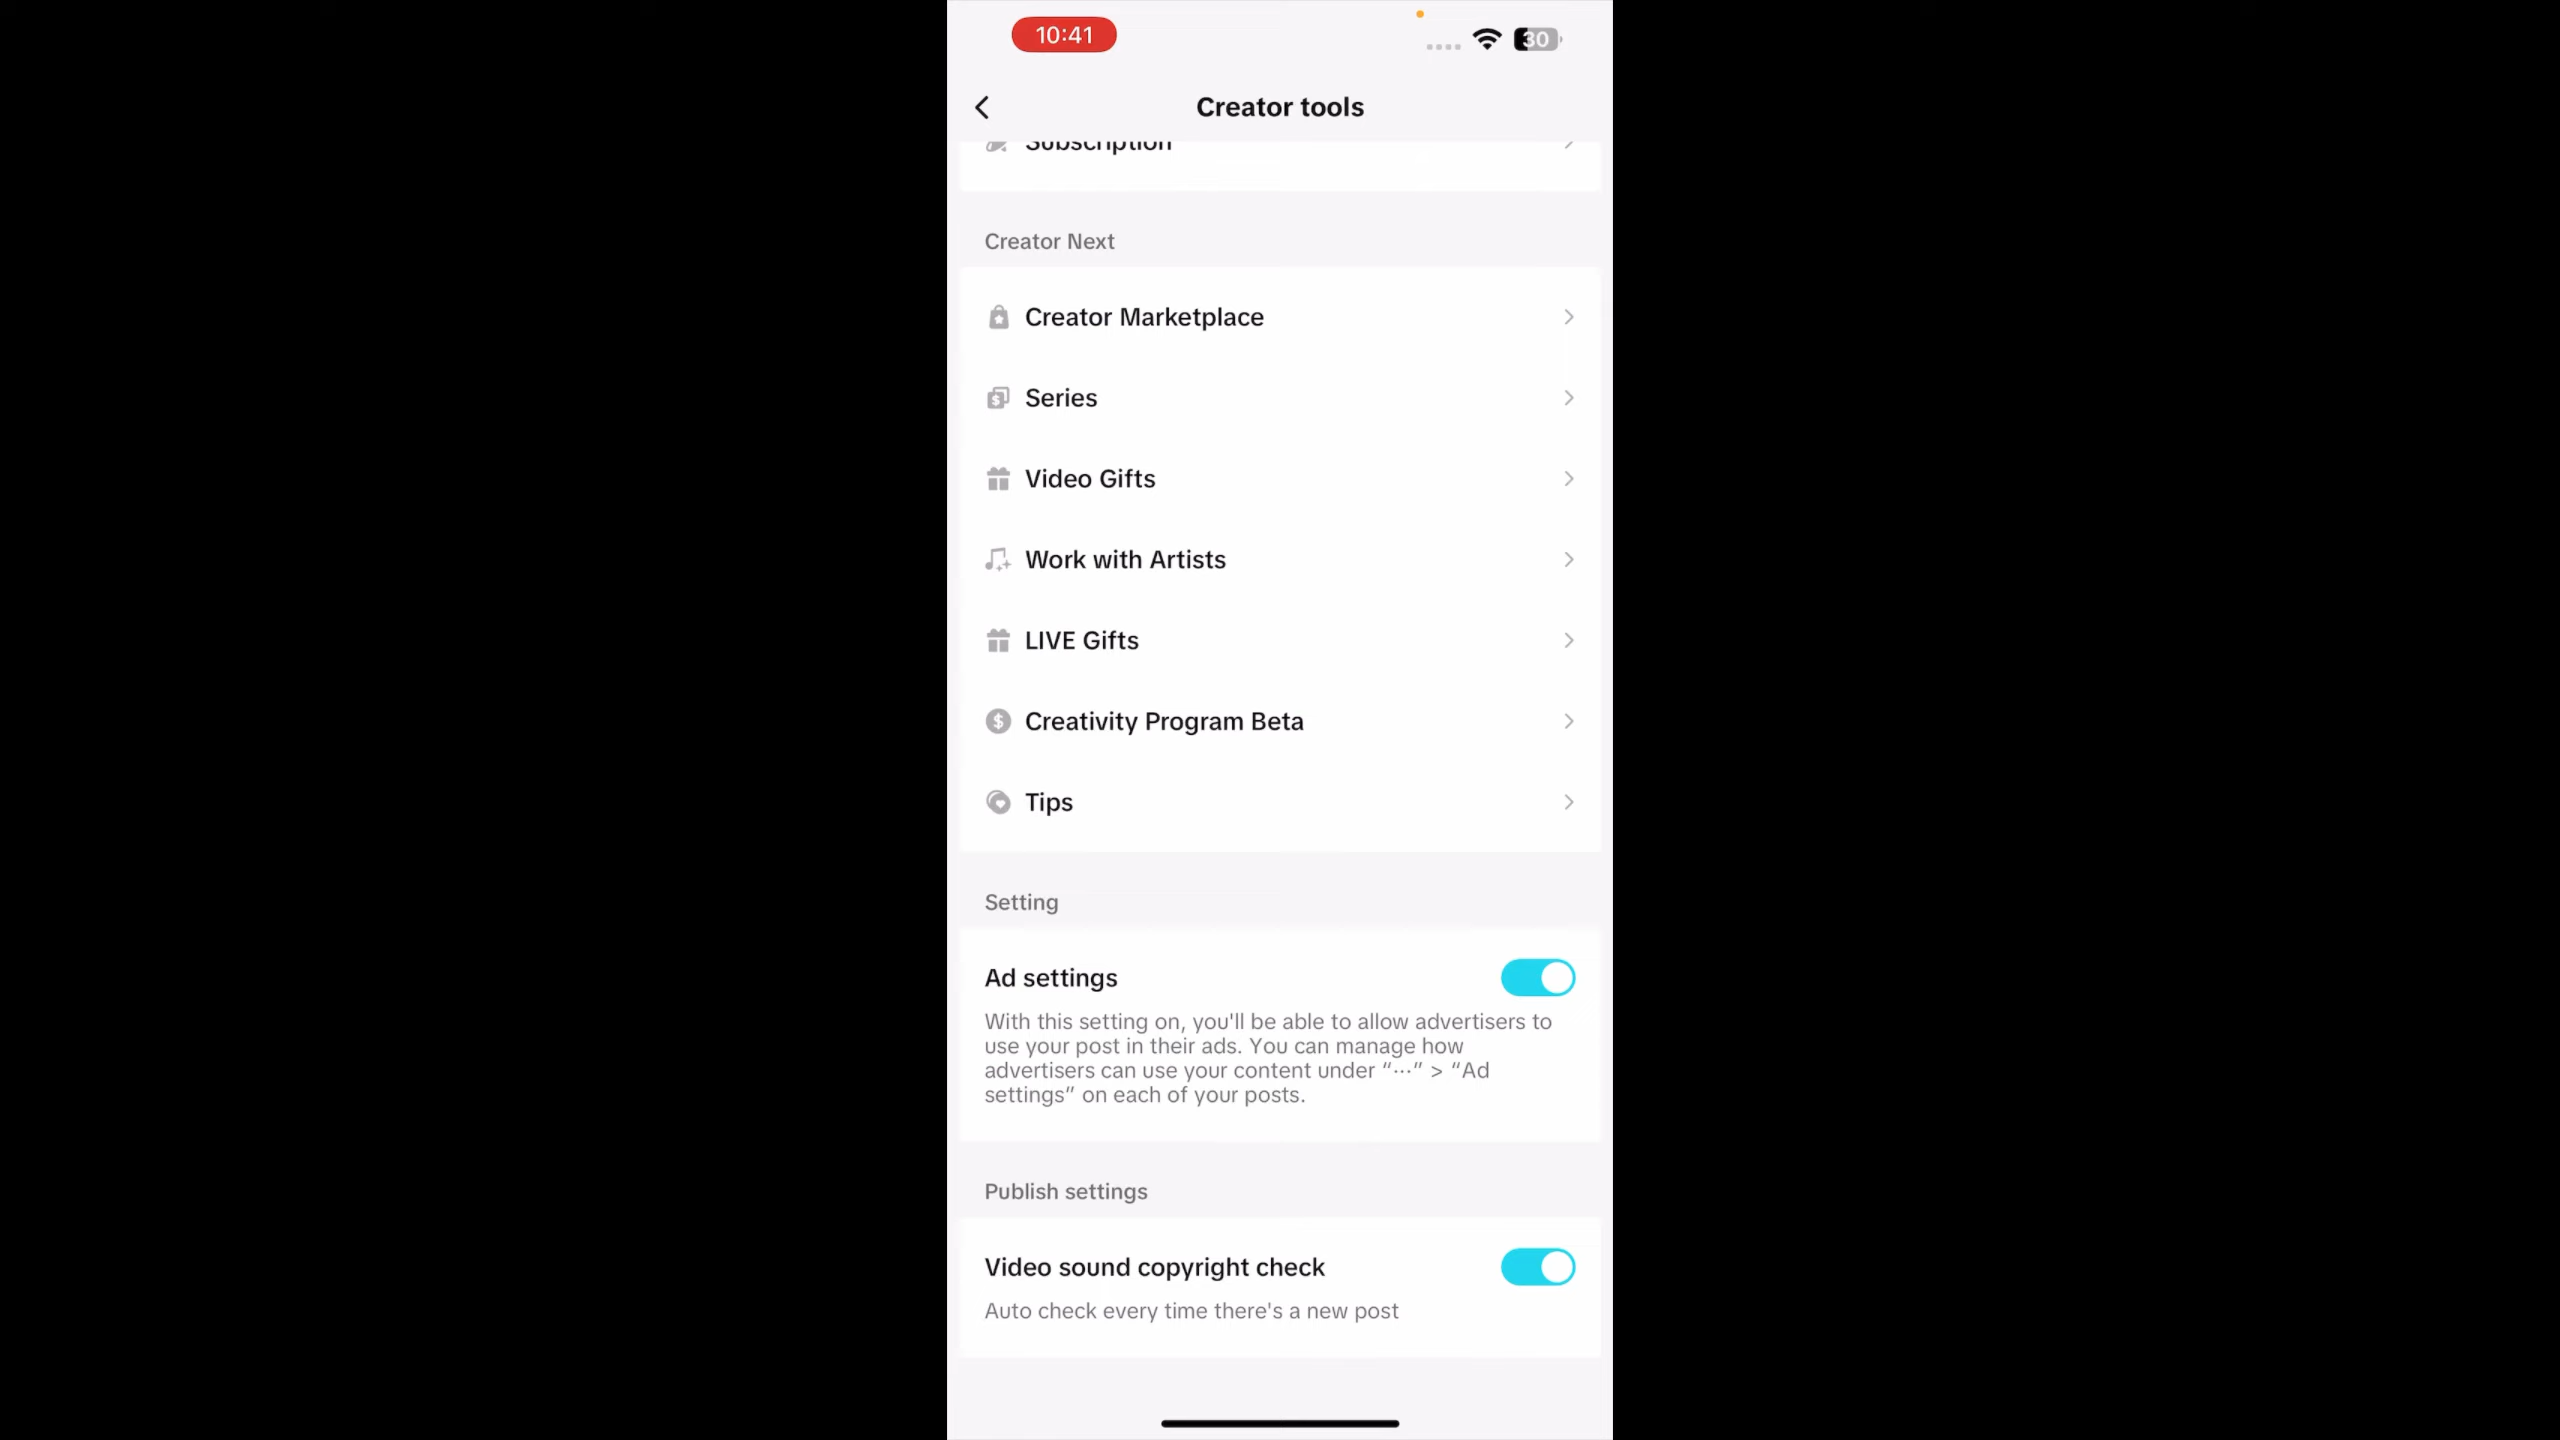 10:41
30
Creator tools
Subscription
Creator Next
Creator Marketplace
Series
Video Gifts
Work with Artists
LIVE Gifts
Creativity Program Beta
Tips
Setting
Ad settings
With this setting on, you'll be able to allow advertisers to
use your post in their ads. You can manage how
advertisers can use your content under “···” > “Ad
settings” on each of your posts.
Publish settings
Video sound copyright check
Auto check every time there's a new post